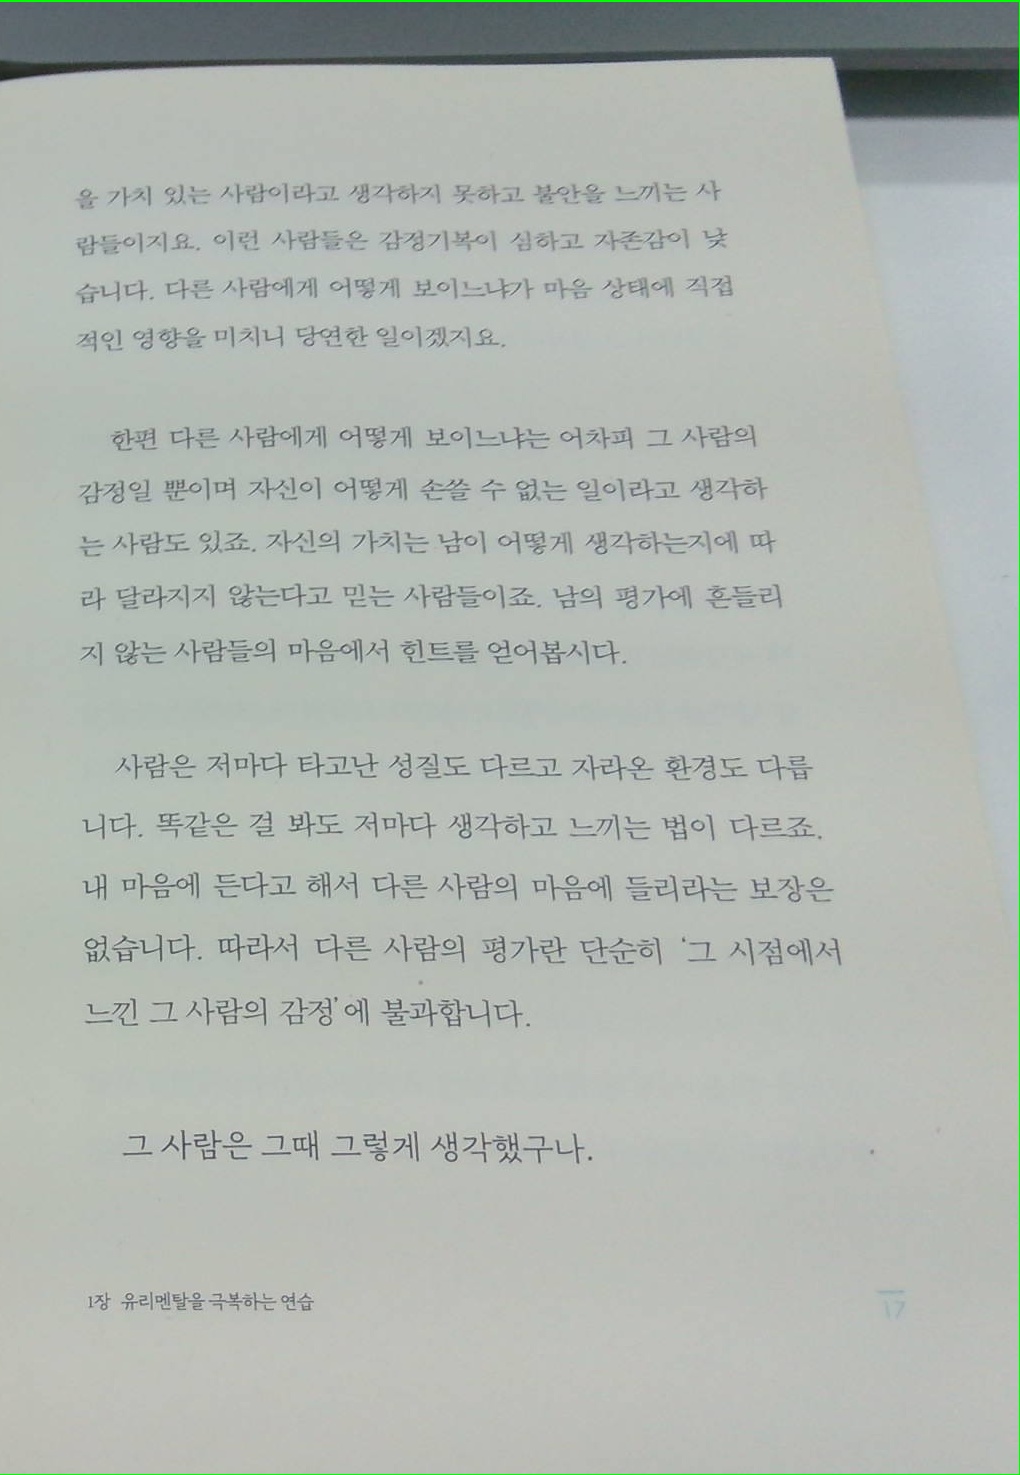 을 가치 있는 사람이라고 생각하지 못하고 불안을 느끼는 사
람들이지요. 이런 사람들은 감정기복이 심하고 자존감이 낮
습니다. 다른 사람에게 어떻게 보이느냐가 마음 상태에 직접
적인 영향을 미치니 당연한 일이겠지요.
한편 다른 사람에게 어떻게 보이느냐는 어차피 그 사람의
감정일 뿐이며 자신이 어떻게 손쓸 수 없는 일이라고 생각하
는 사람도 있죠. 자신의 가치는 남이 어떻게 생각하는지에 따
라 달라지지 않는다고 믿는 사람들이죠. 남의 평가에 흔들리
지 않는 사람들의 마음에서 힌트를 얻어봅시다.
사람은 저마다 타고난 성질도 다르고 자라온 환경도 다릅
니다. 똑같은 걸 봐도 저마다 생각하고 느끼는 법이 다르죠.
내 마음에 든다고 해서 다른 사람의 마음에 들리라는 보장은
없습니다. 따라서 다른 사람의 평가란 단순히 ‘그 시점에서
느낀 그 사람의 감정’에 불과합니다.
그 사람은 그때 그렇게 생각했구나.
1장 유리멘탈을 극복하는 연습
17